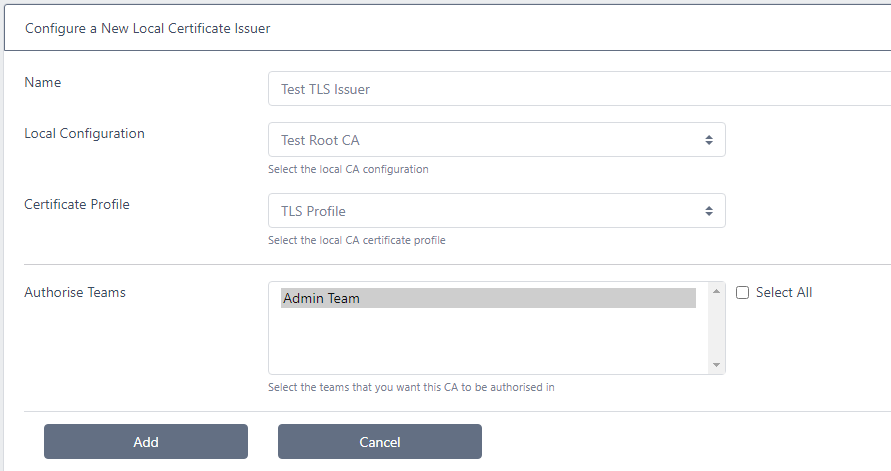 Configure a New Local Certificate Issuer
Name
Test TLS Issuer
Local Configuration
Test Root CA
Select the local CA configuration
Certificate Profile
TLS Profile
Select the local CA certificate profile
Authorise Teams
Admin Team
Select All
Select the teams that you want this CA to be authorised in
Add
Cancel